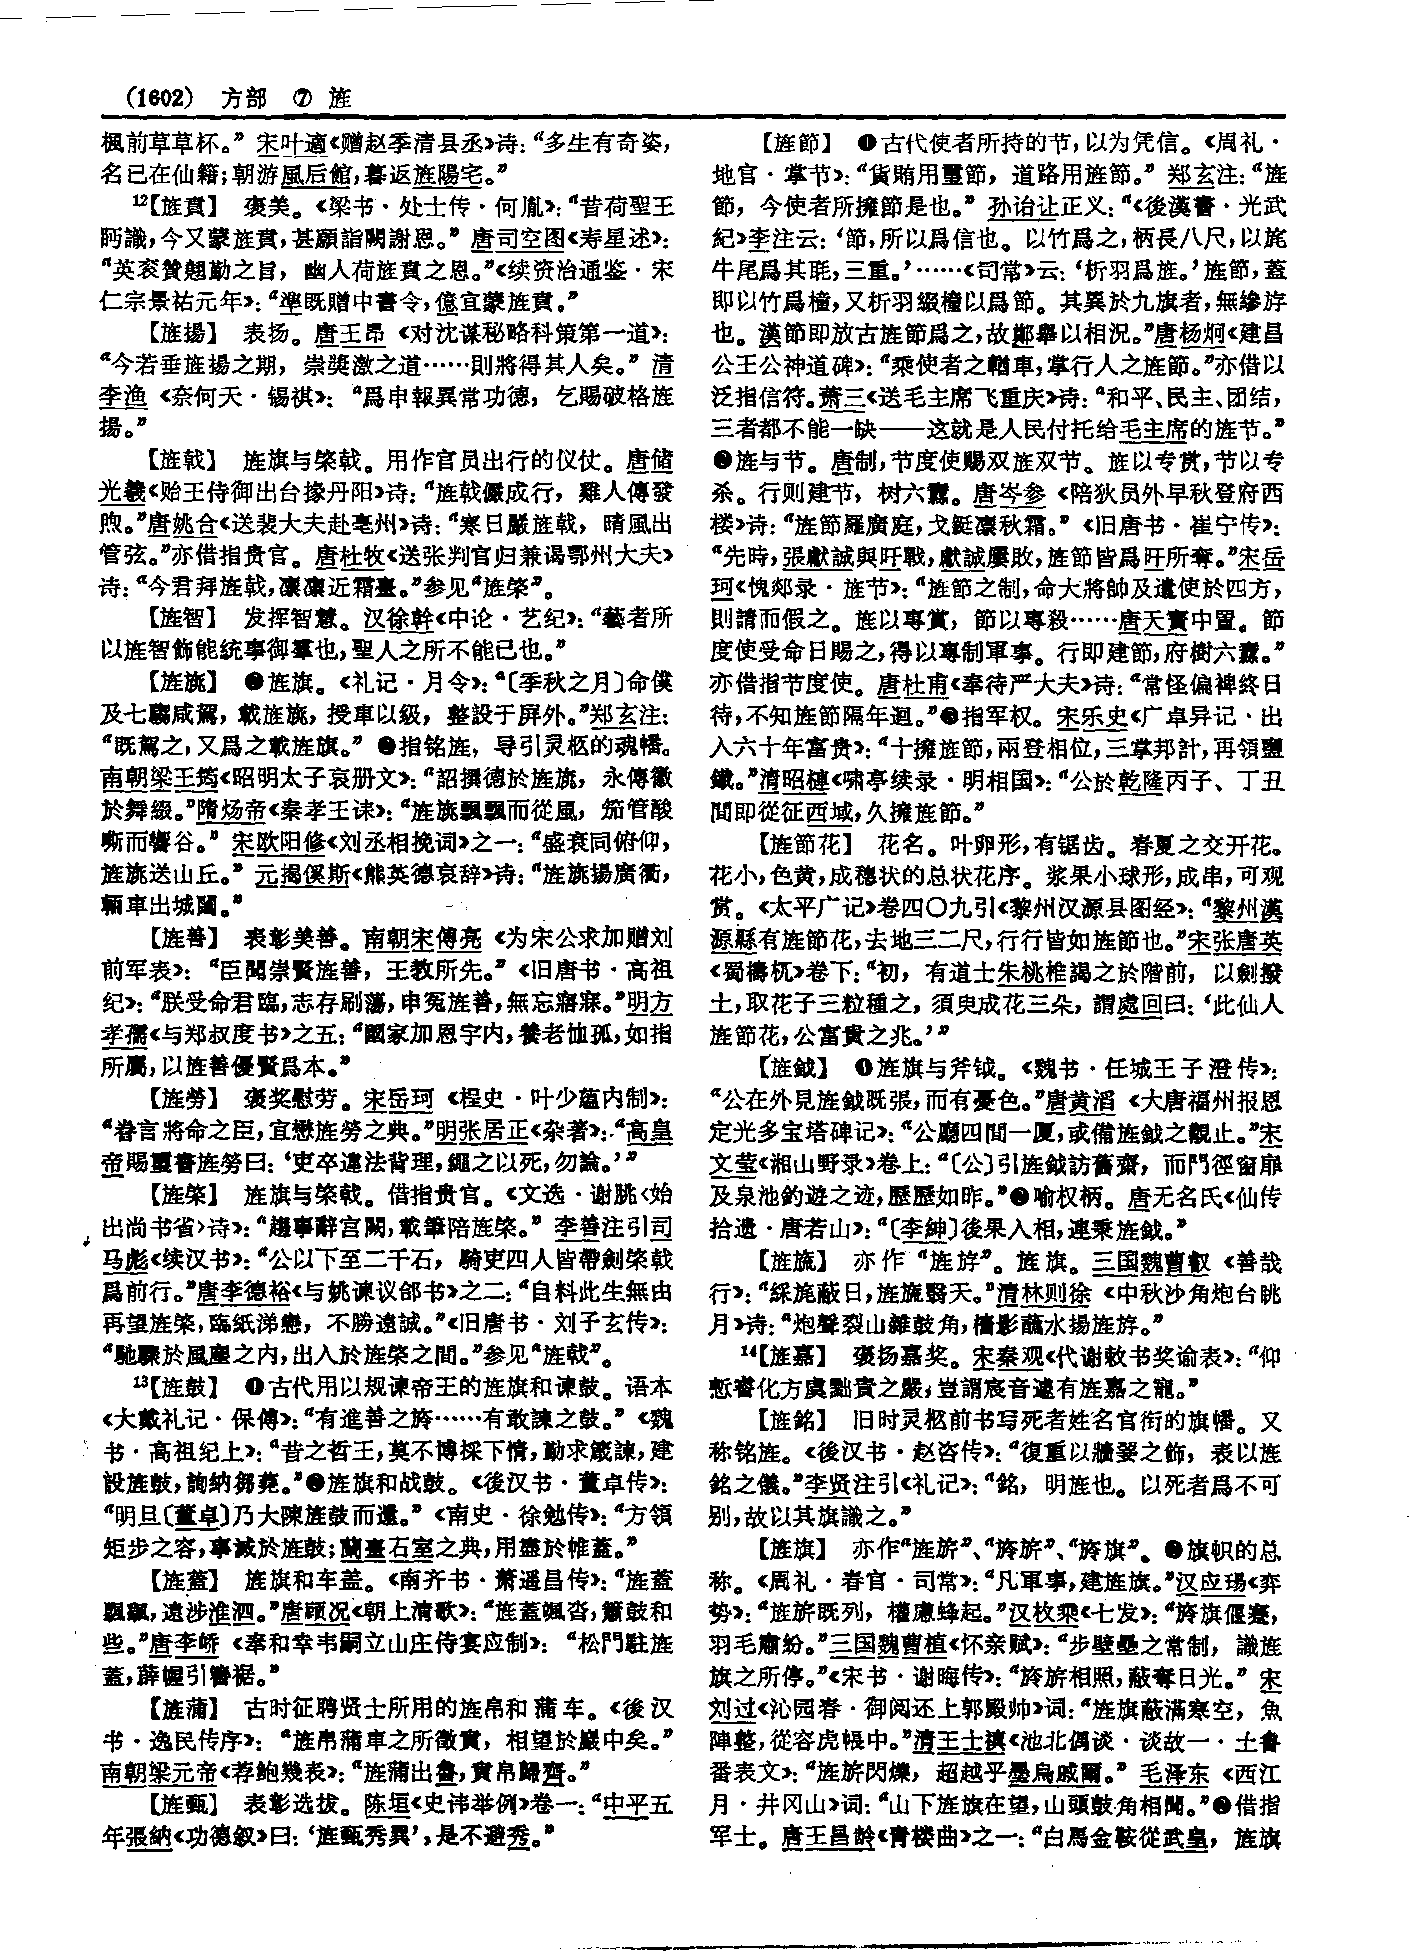 (1602) 方部 ⑦ 旌
楓前草草杯。”宋叶適《赠赵季清县丞》诗：“多生有奇姿，
名已在仙籍；朝游風后館，暮返旌陽宅。”
12【旌賁】 褒美。《梁书·处士传·何胤》：“昔荷聖王
眄識，今又蒙旌賁，甚願詣闕謝恩。”唐司空图《寿星述》：
“英衮贊翹勤之旨，幽人荷旌賁之恩。”《续资治通鉴·宋
仁宗景祐元年》：“準既赠中書令，億宜蒙旌賁。”
【旌揚】 表扬。唐王昂《对沈谋秘略科策第一道》：
“今若垂旌揚之期，崇奬激之道……則將得其人矣。”清
李渔《奈何天·锡祺》：“爲申報異常功德，乞賜破格旌
揚。”
【旌戟】 旌旗与棨戟。用作官员出行的仪仗。唐储
光羲《贻王侍御出台掾丹阳》诗：“旌戟儼成行，雞人傳發
煦。”唐姚合《送裴大夫赴亳州》诗：“寒日嚴旌戟，晴風出
管弦。”亦借指贵官。唐杜牧《送张判官归兼谒鄂州大夫》
诗：“今君拜旌戟，凜凜近霜臺。”参见“旌棨”。
【旌智】 发挥智慧。汉徐幹《中论·艺纪》：“藝者所
以旌智飾能统事御羣也，聖人之所不能已也。”
【旌旐】 ❶旌旗。《礼记·月令》：“〔季秋之月〕命僕
及七騶咸駕，載旌旐，授車以級，整設于屏外。”郑玄注：
“既駕之，又爲之載旌旗。”❷指铭旌，导引灵柩的魂幡。
南朝梁王筠《昭明太子哀册文》：“詔撰德於旌旐，永傳徽
於舞綴。”隋炀帝《秦孝王诔》：“旌旐飄飄而從風，笳管酸
嘶而響谷。”宋欧阳修《刘丞相挽词》之一：“盛衰同俯仰，
旌旐送山丘。”元揭傒斯《熊英德哀辞》诗：“旌旐揚廣衢，
輀車出城闉。”
【旌善】 表彰美善。南朝宋傅亮《为宋公求加赠刘
前军表》：“臣聞崇賢旌善，王教所先。”《旧唐书·高祖
纪》：“朕受命君臨，志存刷蕩，申冤旌善，無忘寤寐。”明方
孝孺《与郑叔度书》之五：“國家加恩宇内，養老恤孤，如指
所屬，以旌善優賢爲本。”
【旌勞】 褒奖慰劳。宋岳珂《桯史·叶少蕴内制》：
“眷言將命之臣，宜懋旌勞之典。”明张居正《杂著》：“高皇
帝賜璽書旌勞曰：‘吏卒違法背理，繩之以死，勿論。’”
【旌棨】 旌旗与棨戟。借指贵官。《文选·谢朓〈始
出尚书省〉诗》：“趨事辭宫闕，載筆陪旌棨。”李善注引司
马彪《续汉书》：“公以下至二千石，騎吏四人皆帶劍棨戟
爲前行。”唐李德裕《与姚谏议郃书》之二：“自料此生無由
再望旌棨，臨紙涕戀，不勝遠誠。”《旧唐书·刘子玄传》：
“馳驟於風塵之内，出入於旌棨之間。”参见“旌戟”。
13【旌鼓】 ❶古代用以规谏帝王的旌旗和谏鼓。语本
《大戴礼记·保傅》：“有進善之旍……有敢諫之鼓。”《魏
书·高祖纪上》：“昔之哲王，莫不博採下情，勤求箴諫，建
設旌鼓，詢納芻蕘。”❷旌旗和战鼓。《後汉书·董卓传》：
“明旦〔董卓〕乃大陳旌鼓而還。”《南史·徐勉传》：“方領
矩步之容，事滅於旌鼓；蘭臺石室之典，用盡於帷蓋。”
【旌蓋】 旌旗和车盖。《南齐书·萧遥昌传》：“旌蓋
飄颻，遠涉淮泗。”唐顾况《朝上清歌》：“旌蓋颯沓，簫鼓和
些。”唐李峤《奉和幸韦嗣立山庄侍宴应制》：“松門駐旌
蓋，薜幄引簪裾。”
【旌蒲】 古时征聘贤士所用的旌帛和蒲车。《後汉
书·逸民传序》：“旌帛蒲車之所徵賁，相望於巖中矣。”
南朝梁元帝《荐鲍幾表》：“旌蒲出魯，賁帛歸齊。”
【旌甄】 表彰选拔。陈垣《史讳举例》卷一：“中平五
年張納《功德叙》曰：‘旌甄秀異’，是不避秀。”
【旌節】 ❶古代使者所持的节，以为凭信。《周礼·
地官·掌节》：“貨賄用璽節，道路用旌節。”郑玄注：“旌
節，今使者所擁節是也。”孙诒让正义：“《後漢書·光武
紀》李注云：‘節，所以爲信也。以竹爲之，柄長八尺，以旄
牛尾爲其毦，三重。’……《司常》云：‘析羽爲旌。’旌節，蓋
即以竹爲橦，又析羽綴橦以爲節。其異於九旗者，無縿斿
也。漢節即放古旌節爲之，故鄭舉以相況。”唐杨炯《建昌
公王公神道碑》：“乘使者之輶車，掌行人之旌節。”亦借以
泛指信符。萧三《送毛主席飞重庆》诗：“和平、民主、团结，
三者都不能一缺——这就是人民付托给毛主席的旌节。”
❷旌与节。唐制，节度使赐双旌双节。旌以专赏，节以专
杀。行则建节，树六纛。唐岑参《陪狄员外早秋登府西
楼》诗：“旌節羅廣庭，戈鋋凛秋霜。”《旧唐书·崔宁传》：
“先時，張獻誠與旰戰，獻誠屢敗，旌節皆爲旰所奪。”宋岳
珂《愧郯录·旌节》：“旌節之制，命大將帥及遣使於四方，
則請而假之。旌以專賞，節以專殺……唐天寶中置。節
度使受命日賜之，得以專制軍事。行即建節，府樹六纛。”
亦借指节度使。唐杜甫《奉待严大夫》诗：“常怪偏裨終日
待，不知旌節隔年迴。”❸指军权。宋乐史《广卓异记·出
入六十年富贵》：“十擁旌節，兩登相位，三掌邦計，再領鹽
鐵。”清昭槤《啸亭续录·明相国》：“公於乾隆丙子、丁丑
間即從征西域，久擁旌節。”
【旌節花】 花名。叶卵形，有锯齿。春夏之交开花。
花小，色黄，成穗状的总状花序。浆果小球形，成串，可观
赏。《太平广记》卷四〇九引《黎州汉源县图经》：“黎州漢
源縣有旌節花，去地三二尺，行行皆如旌節也。”宋张唐英
《蜀檮杌》卷下：“初，有道士朱桃椎謁之於階前，以劍撥
土，取花子三粒種之，須臾成花三朵，謂處回曰：‘此仙人
旌節花，公富貴之兆。’”
【旌鉞】 ❶旌旗与斧钺。《魏书·任城王子澄传》：
“公在外見旌鉞既張，而有憂色。”唐黄滔《大唐福州报恩
定光多宝塔碑记》：“公廳四間一厦，或備旌鉞之觀止。”宋
文莹《湘山野录》卷上：“〔公〕引旌鉞訪舊齋，而門徑窗扉
及泉池釣遊之迹，歷歷如昨。”❷喻权柄。唐无名氏《仙传
拾遗·唐若山》：“〔李紳〕後果入相，連秉旌鉞。”
【旌旒】 亦作“旌斿”。旌旗。三国魏曹叡《善哉
行》：“綵旄蔽日，旌旒翳天。”清林则徐《中秋沙角炮台眺
月》诗：“炮聲裂山雜鼓角，檣影蘸水揚旌斿。”
14【旌嘉】 褒扬嘉奖。宋秦观《代谢敕书奖谕表》：“仰
慙睿化方虞黜責之嚴，豈謂宸音遽有旌嘉之寵。”
【旌銘】 旧时灵柩前书写死者姓名官衔的旗幡。又
称铭旌。《後汉书·赵咨传》：“復重以牆翣之飾，表以旌
銘之儀。”李贤注引《礼记》：“銘，明旌也。以死者爲不可
别，故以其旗識之。”
【旌旗】 亦作“旌旂”、“旍旂”、“旍旗”。❶旗帜的总
称。《周礼·春官·司常》：“凡軍事，建旌旗。”汉应瑒《弈
势》：“旌旂既列，權慮蜂起。”汉枚乘《七发》：“旍旗偃蹇，
羽毛肅紛。”三国魏曹植《怀亲赋》：“步壁壘之常制，識旌
旗之所停。”《宋书·谢晦传》：“旍旂相照，蔽奪日光。”宋
刘过《沁园春·御阅还上郭殿帅》词：“旌旗蔽滿寒空，魚
陣整，從容虎帳中。”清王士禛《池北偶谈·谈故一·土鲁
番表文》：“旌旂閃爍，超越乎墨烏戚爾。”毛泽东《西江
月·井冈山》词：“山下旌旗在望，山頭鼓角相聞。”❷借指
军士。唐王昌龄《青楼曲》之一：“白馬金鞍從武皇，旌旗